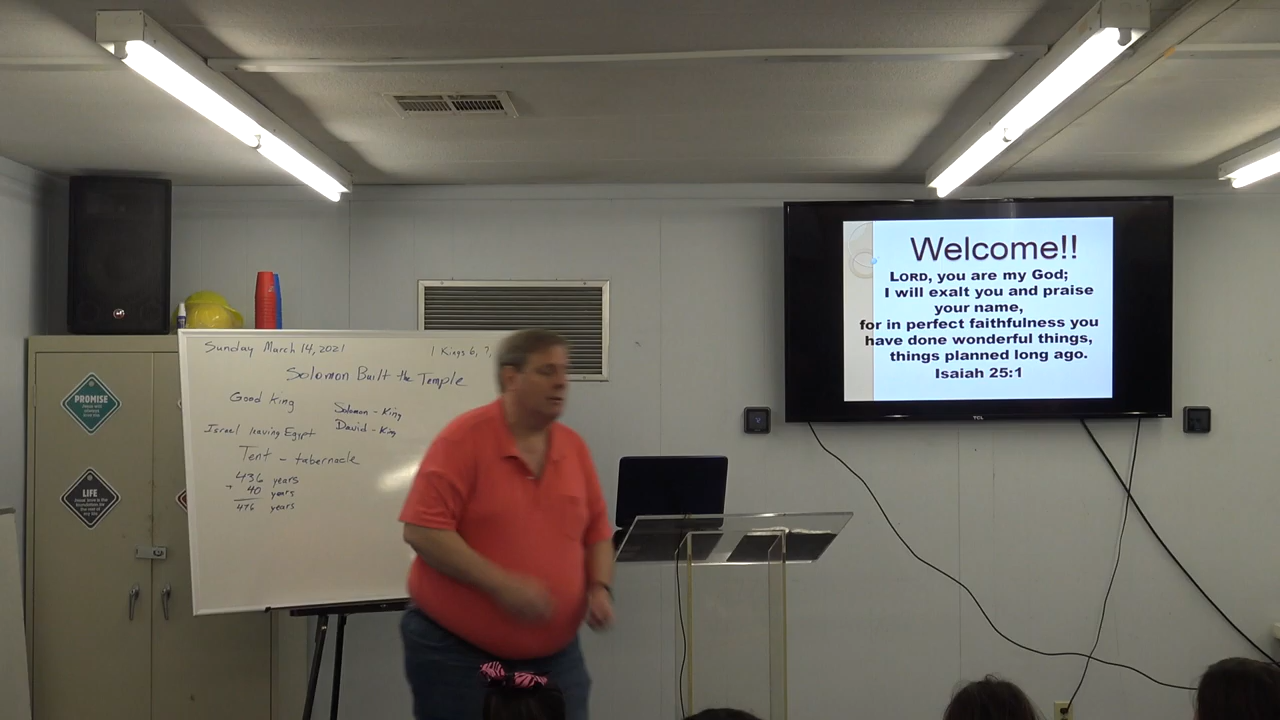 Sunday March 14, 2021
1 Kings 6, 7,
Solomon Built the Temple
Good King
Solomon - King
David - King
Israel leaving Egypt
Tent - tabernacle
436 years
+ 40 years
476 years
PROMISE
LIFE
Welcome!!
LORD, you are my God;
I will exalt you and praise
your name,
for in perfect faithfulness you
have done wonderful things,
things planned long ago.
Isaiah 25:1
TCL